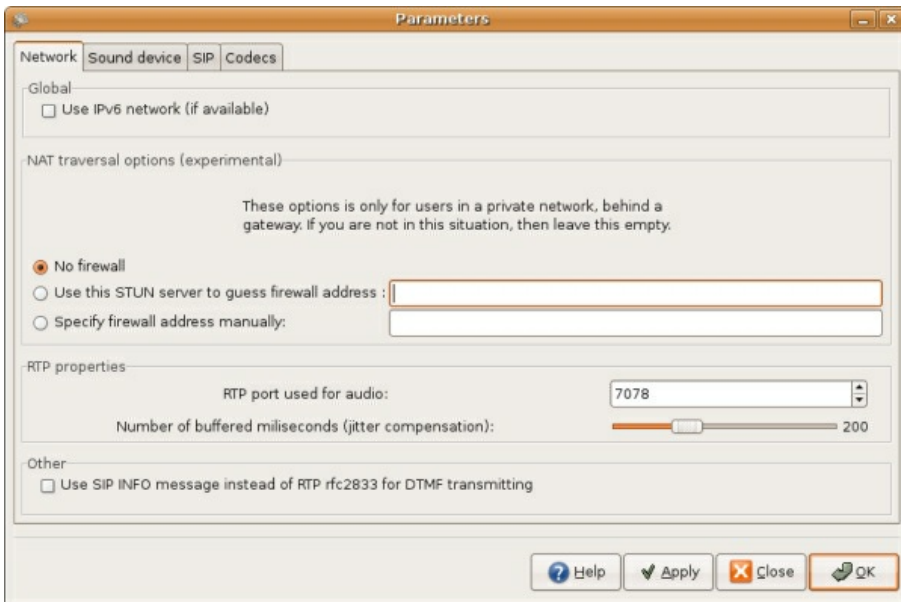 Parameters
Network Sound device SIP Codecs
Global
Use IPv6 network (if available)
NAT traversal options (experimental)
These options is only for users in a private network, behind a
gateway. If you are not in this situation, then leave this empty.
No firewall
Use this STUN server to guess firewall address :
Specify firewall address manually:
RTP properties
RTP port used for audio: 7078
Number of buffered miliseconds (jitter compensation): 200
Other
Use SIP INFO message instead of RTP rfc2833 for DTMF transmitting
Help Apply Close OK